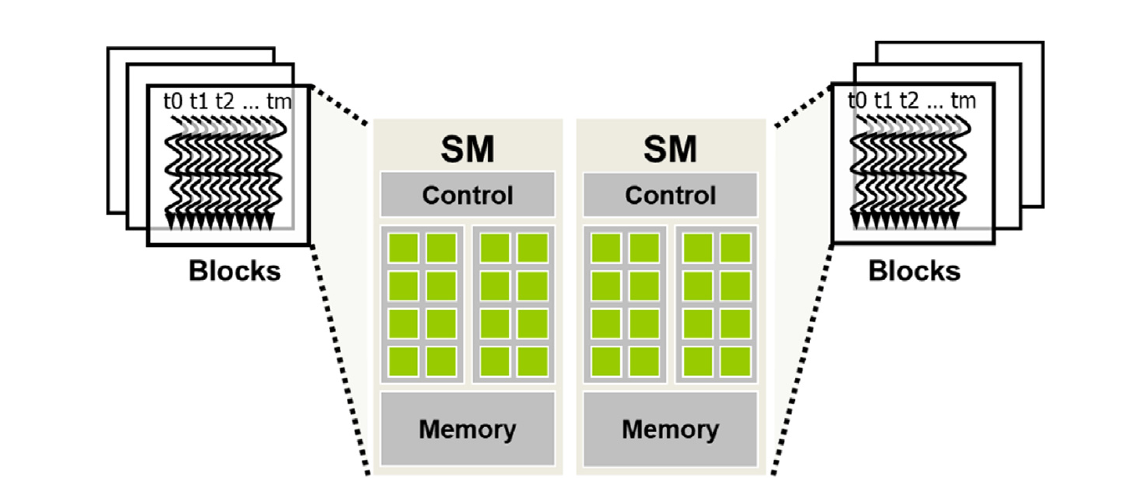 t0 t1 t2 ... tm
Blocks
SM
Control
Memory
SM
Control
Memory
t0 t1 t2 ... tm
Blocks